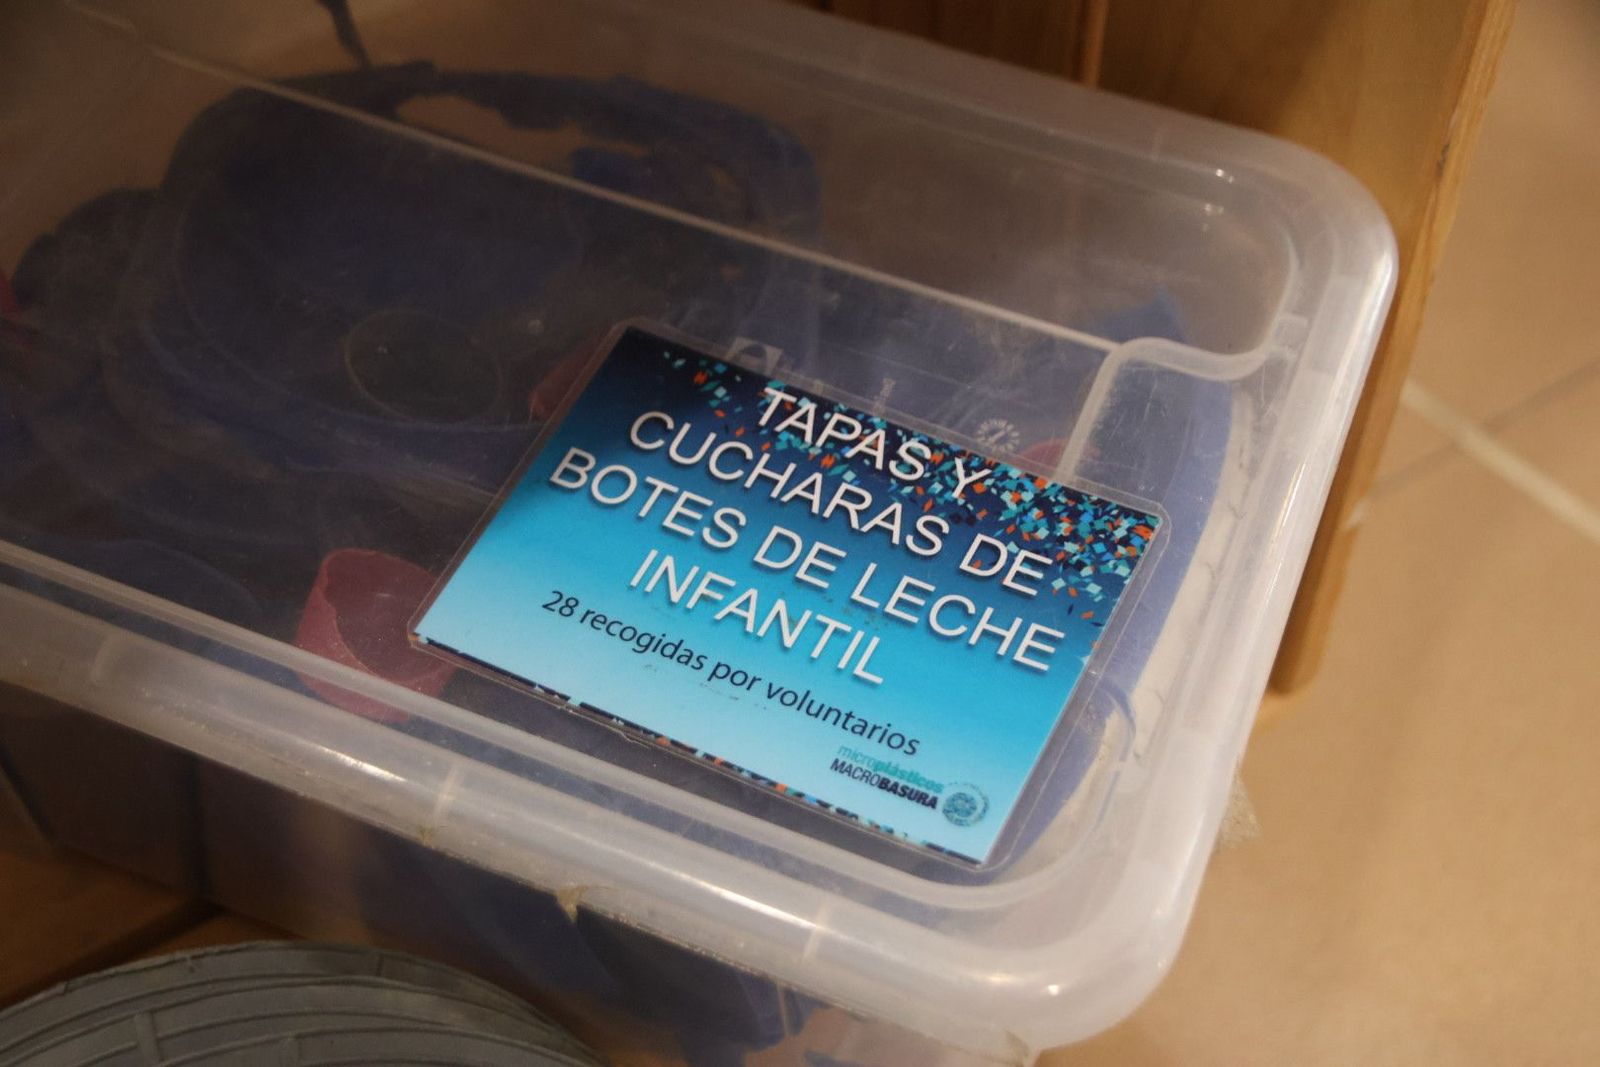 TAPAS Y
CUCHARAS DE
BOTES DE LECHE
INFANTIL
28 recogidas por voluntarios
microplásticos
MACROBASURA